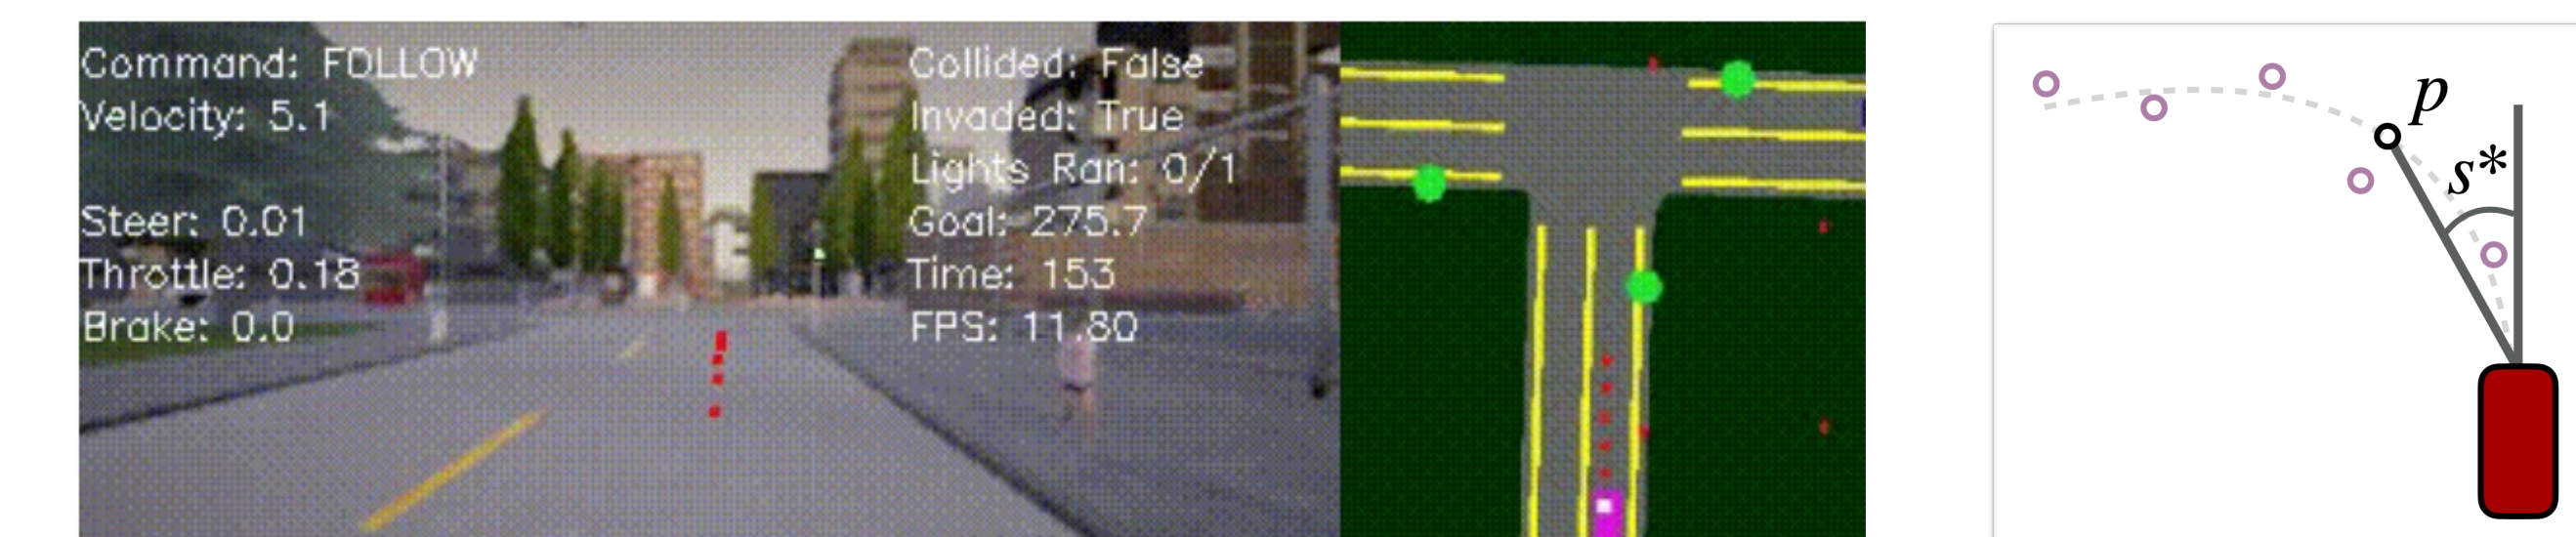 Command: FOLLOW
Velocity: 5.1
Steer: 0.01
Throttle: 0.18
Brake: 0.0
Collided: False
Invaded: True
Lights Ran: 0/1
Goal: 275.7
Time: 153
FPS: 11.80
p
s*